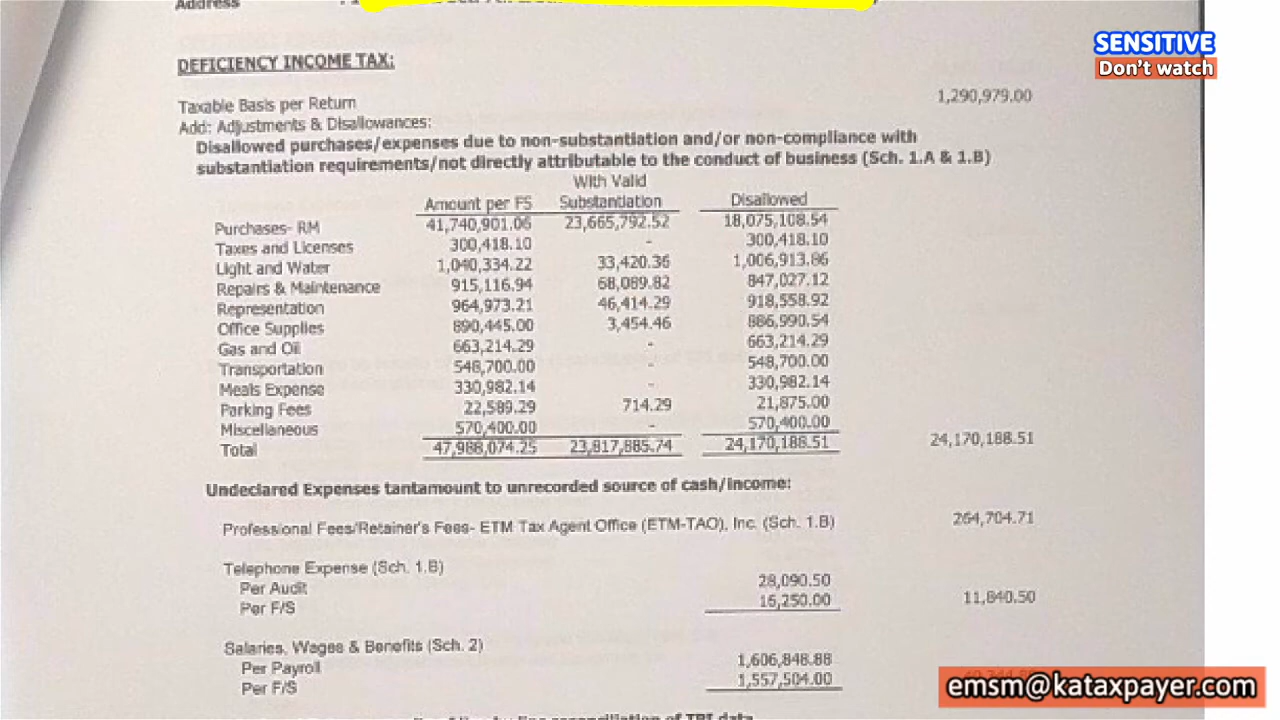 Address
SENSITIVE
Don't watch
DEFICIENCY INCOME TAX:
Taxable Basis per Return 1,290,979.00
Add: Adjustments & Disallowances:
Disallowed purchases/expenses due to non-substantiation and/or non-compliance with
substantiation requirements/not directly attributable to the conduct of business (Sch. 1.A & 1.B)
With Valid
Amount per FS Substantiation Disallowed
Purchases- RM 41,740,901.06 23,665,792.52 18,075,108.54
Taxes and Licenses 300,418.10 - 300,418.10
Light and Water 1,040,334.22 33,420.36 1,006,913.86
Repairs & Maintenance 915,116.94 68,089.82 847,027.12
Representation 964,973.21 46,414.29 918,558.92
Office Supplies 890,445.00 3,454.46 886,990.54
Gas and Oil 663,214.29 - 663,214.29
Transportation 548,700.00 - 548,700.00
Meals Expense 330,982.14 - 330,982.14
Parking Fees 22,589.29 714.29 21,875.00
Miscellaneous 570,400.00 - 570,400.00
Total 47,988,074.25 23,817,885.74 24,170,188.51 24,170,188.51
Undeclared Expenses tantamount to unrecorded source of cash/income:
Professional Fees/Retainer's Fees- ETM Tax Agent Office (ETM-TAO), Inc. (Sch. 1.B) 264,704.71
Telephone Expense (Sch. 1.B)
Per Audit 28,090.50
Per F/S 16,250.00 11,840.50
Salaries, Wages & Benefits (Sch. 2)
Per Payroll 1,606,848.88
Per F/S 1,557,504.00
emsm@kataxpayer.com
reconciliation of TRI data